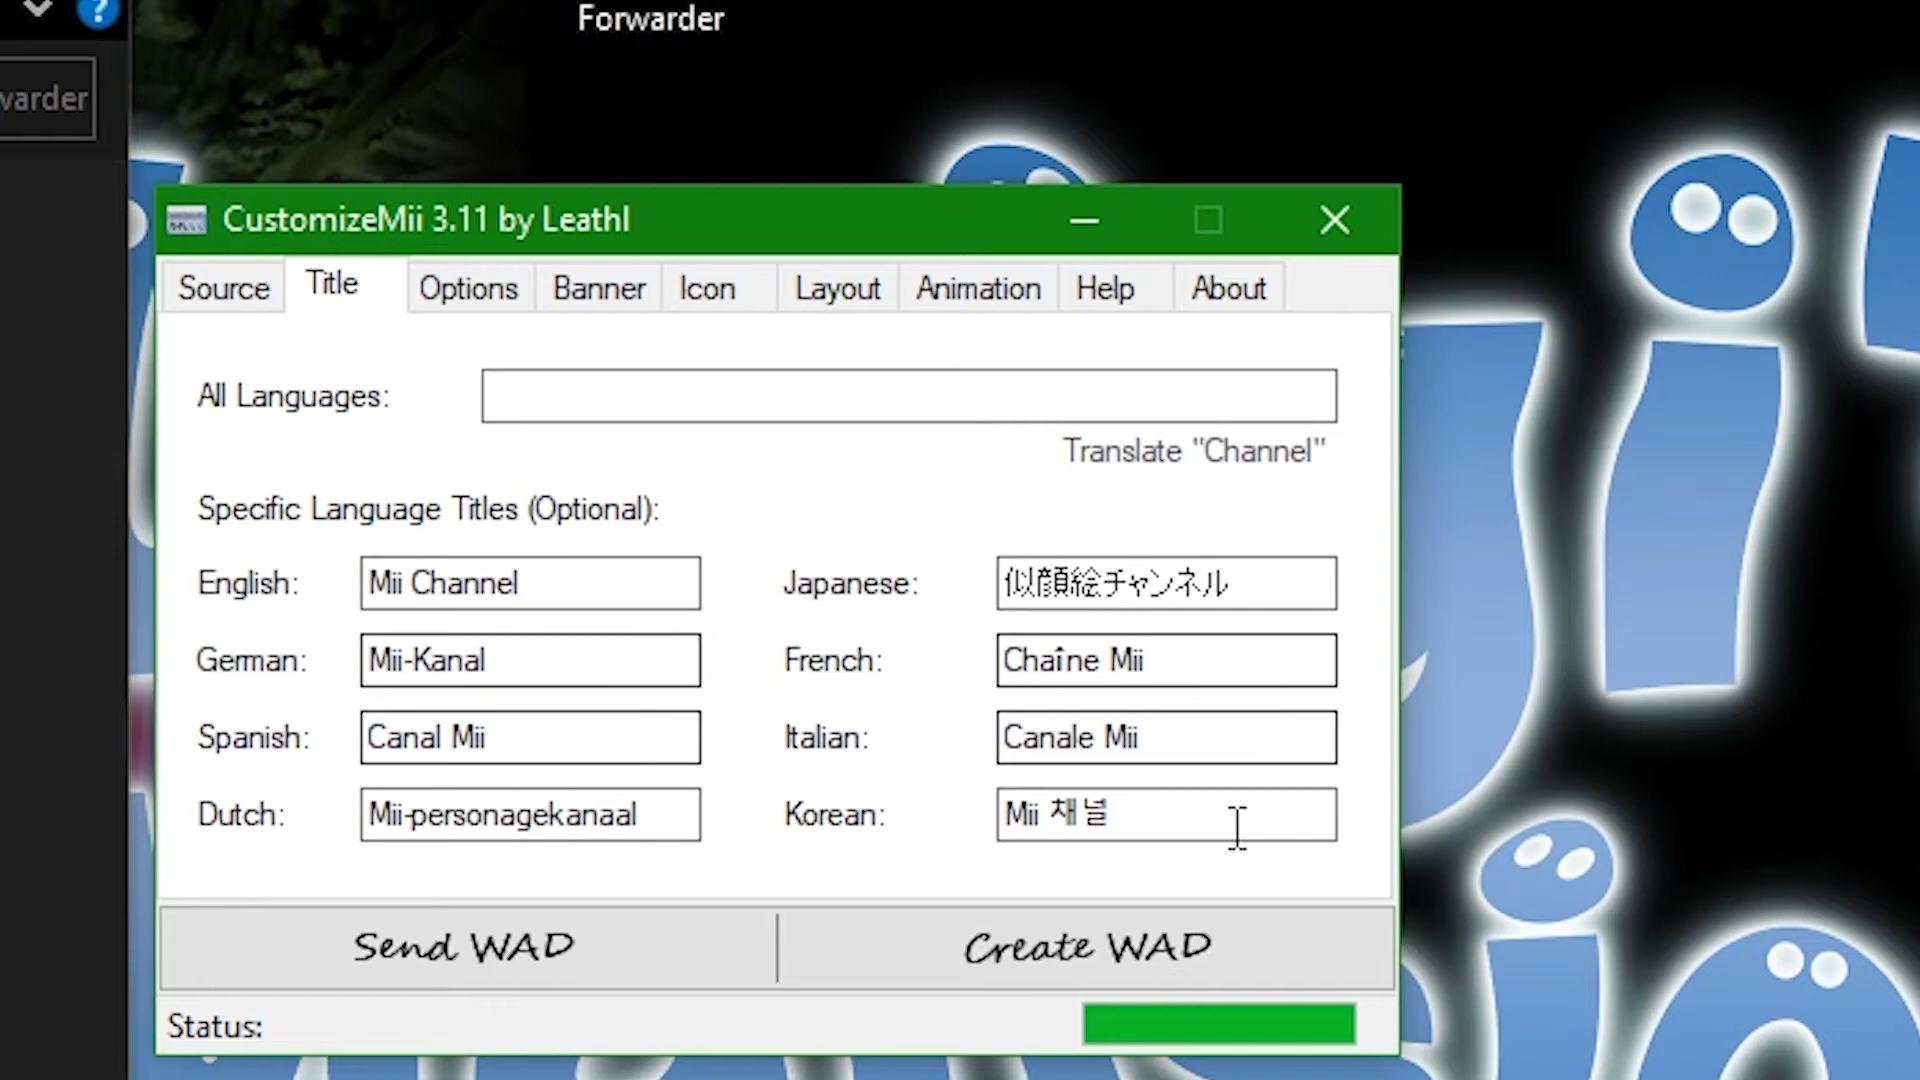 Forwarder
warder
CustomizeMii 3.11 by Leathl
Source Title Options Banner Icon Layout Animation Help About
All Languages:
Translate "Channel"
Specific Language Titles (Optional):
English: Mii Channel Japanese: 似顔絵チャンネル
German: Mii-Kanal French: Chaîne Mii
Spanish: Canal Mii Italian: Canale Mii
Dutch: Mii-personagekanaal Korean: Mii 채널
Send WAD Create WAD
Status: